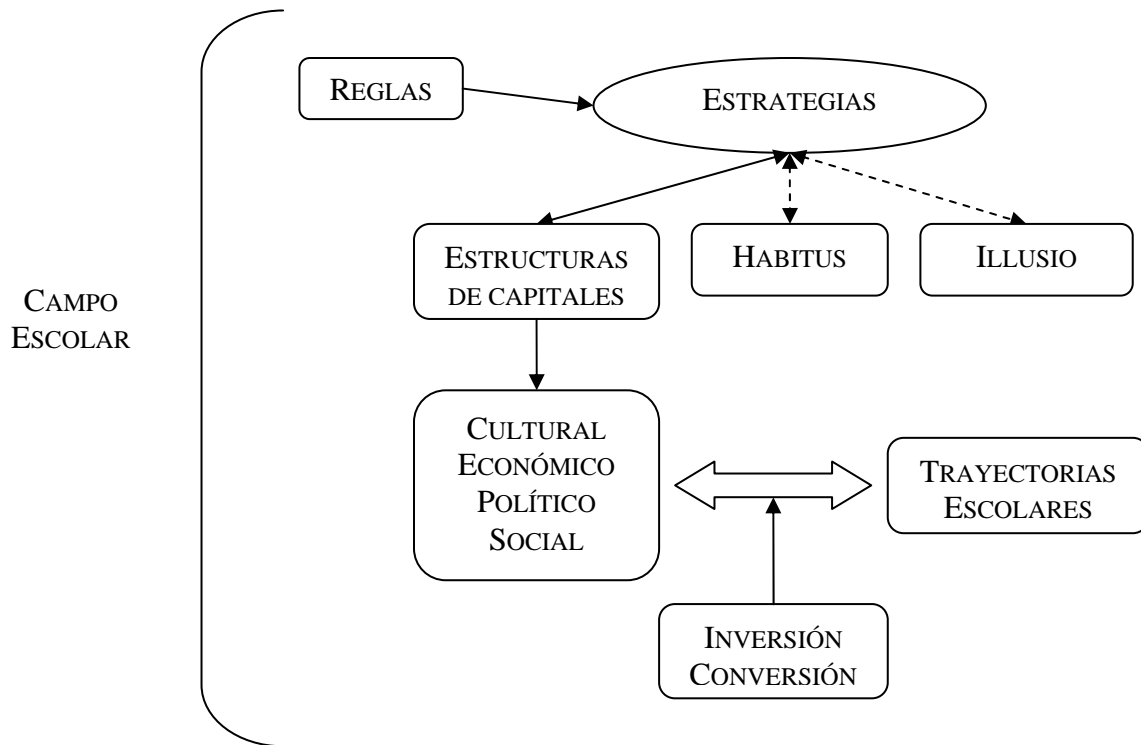 REGLAS
ESTRATEGIAS
ESTRUCTURAS
DE CAPITALES
HABITUS
ILLUSIO
CAMPO
ESCOLAR
CULTURAL
ECONÓMICO
POLÍTICO
SOCIAL
TRAYECTORIAS
ESCOLARES
INVERSIÓN
CONVERSIÓN